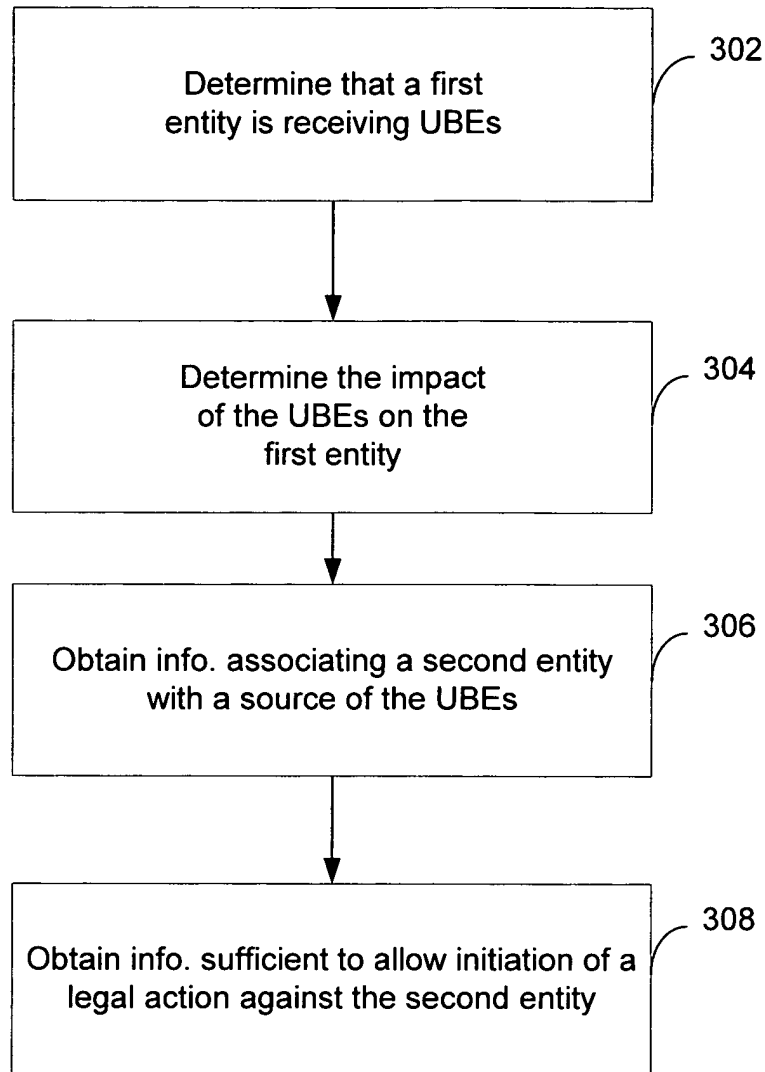 302
Determine that a first
entity is receiving UBEs
304
Determine the impact
of the UBEs on the
first entity
306
Obtain info. associating a second entity
with a source of the UBEs
308
Obtain info. sufficient to allow initiation of a
legal action against the second entity